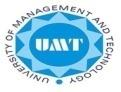 UNIVERSITY OF MANAGEMENT AND TECHNOLOGY
UMT